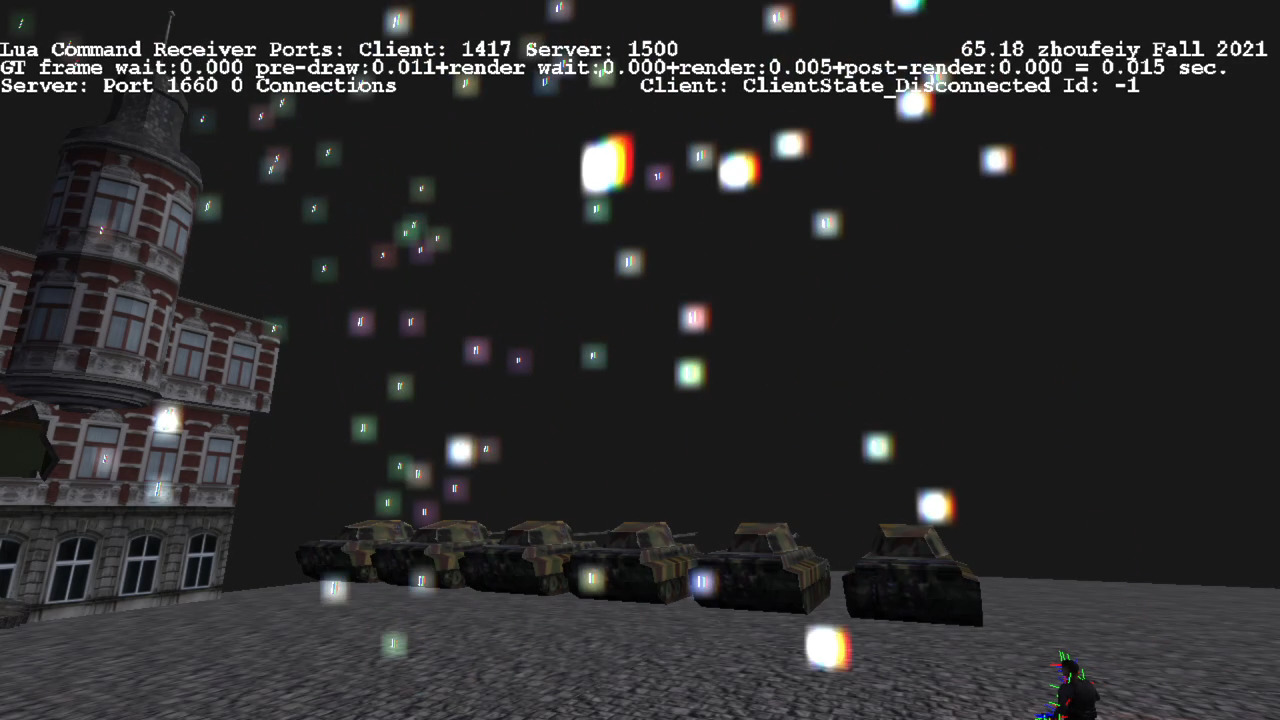 Lua Command Receiver Ports: Client: 1417 Server: 1500 65.18 zhoufeiy Fall 2021
GT frame wait:0.000 pre-draw:0.011+render wait:0.000+render:0.005+post-render:0.000 = 0.015 sec.
Server: Port 1660 0 Connections Client: ClientState_Disconnected Id: -1